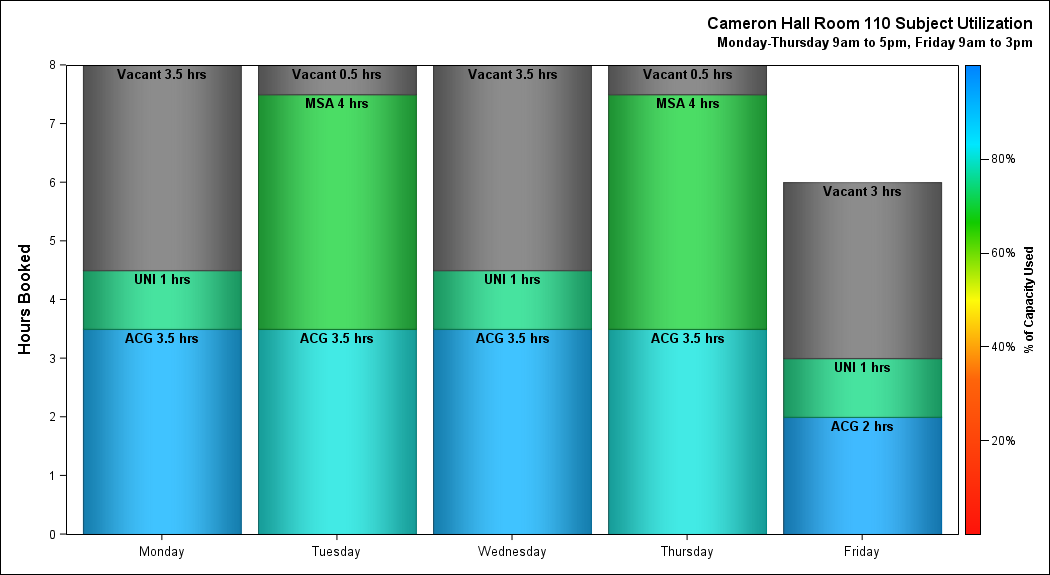 Cameron Hall Room 110 Subject Utilization
Monday-Thursday 9am to 5pm, Friday 9am to 3pm
Hours Booked
8
7
6
5
4
3
2
1
0
Vacant 3.5 hrs
UNI 1 hrs
ACG 3.5 hrs
Vacant 0.5 hrs
MSA 4 hrs
ACG 3.5 hrs
Vacant 3.5 hrs
UNI 1 hrs
ACG 3.5 hrs
Vacant 0.5 hrs
MSA 4 hrs
ACG 3.5 hrs
Vacant 3 hrs
UNI 1 hrs
ACG 2 hrs
Monday
Tuesday
Wednesday
Thursday
Friday
80%
60%
40%
20%
% of Capacity Used